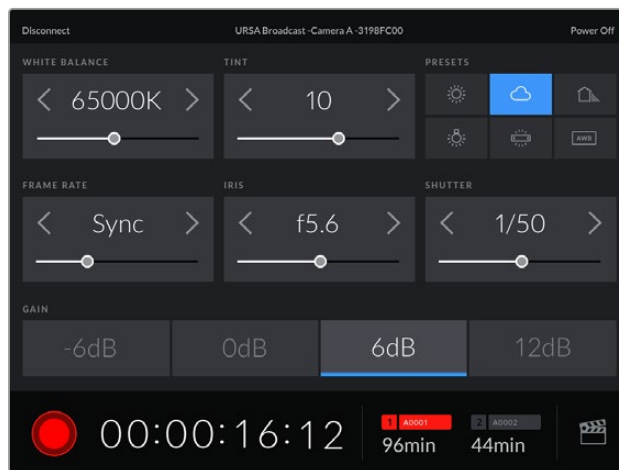 Disconnect URSA Broadcast -Camera A -3198FC00 Power Off
WHITE BALANCE TINT PRESETS
65000K 10
AWB
FRAME RATE IRIS SHUTTER
Sync f5.6 1/50
GAIN
-6dB 0dB 6dB 12dB
00:00:16:12
1 A0001 2 A0002
96min 44min